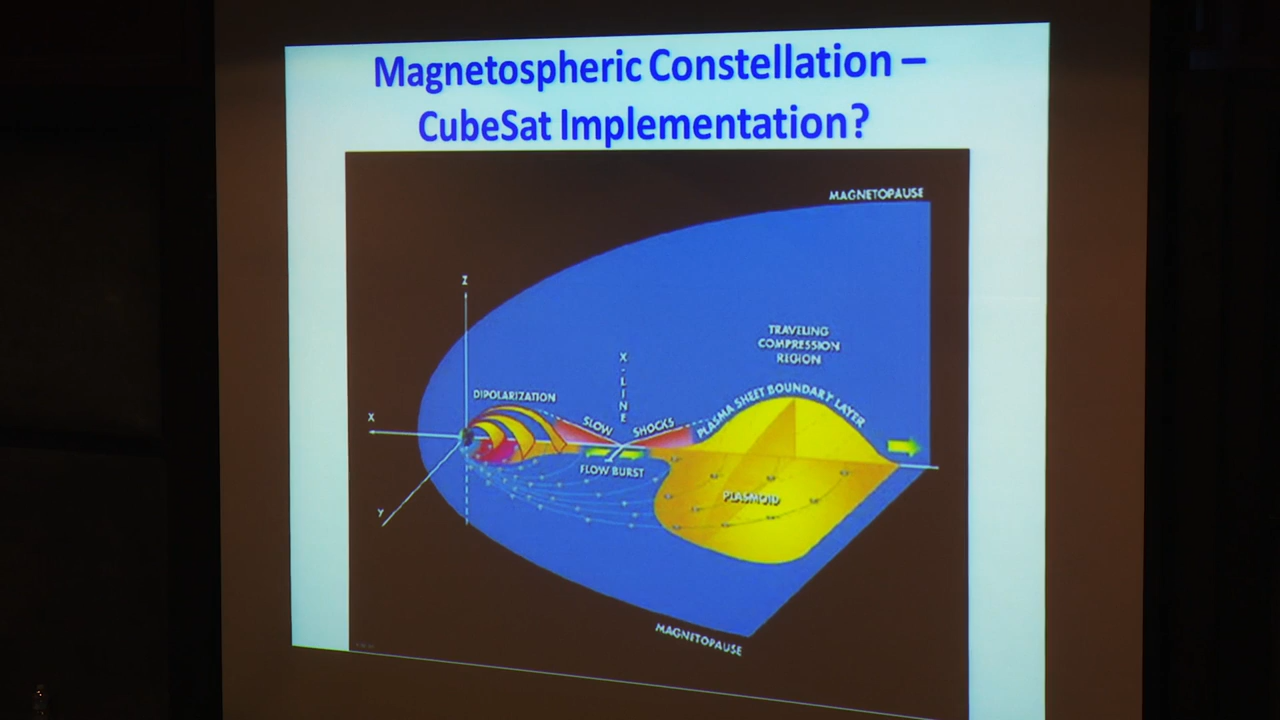 Magnetospheric Constellation –
CubeSat Implementation?
MAGNETOPAUSE
Z
TRAVELING
COMPRESSION
REGION
X-LINE
DIPOLARIZATION
PLASMA SHEET BOUNDARY LAYER
X
SLOW SHOCKS
FLOW BURST
PLASMOID
Y
MAGNETOPAUSE